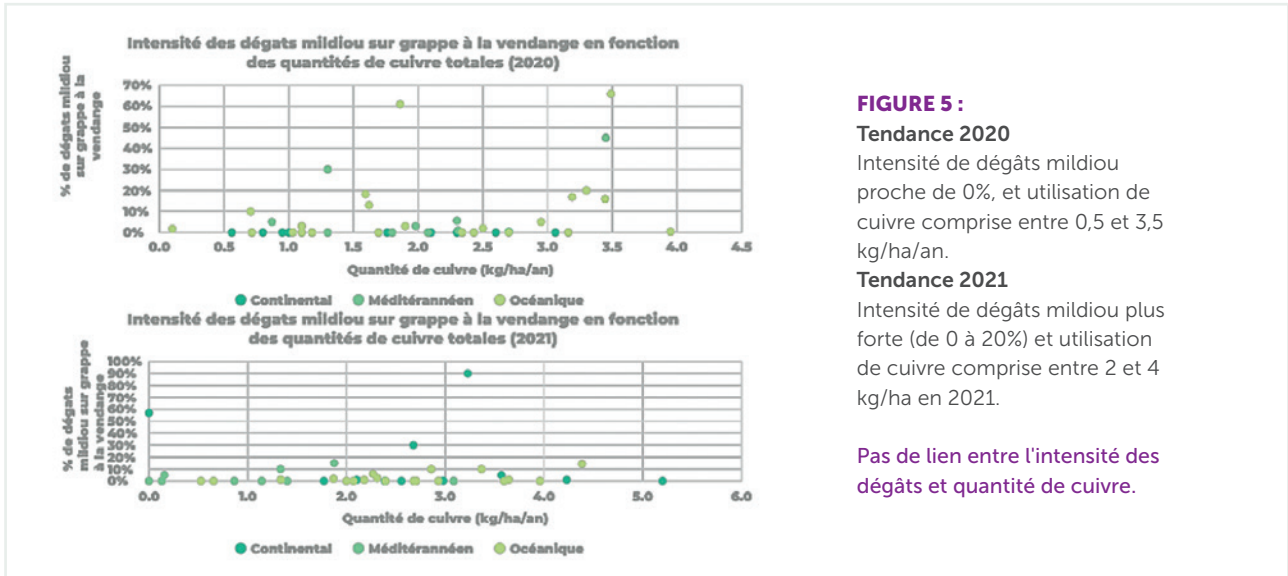 Intensité des dégats mildiou sur grappe à la vendange en fonction
des quantités de cuivre totales (2020)
% de dégats mildiou
sur grappe à la
vendange
70%
60%
50%
40%
30%
20%
10%
0%
0.0 0.5 1.0 1.5 2.0 2.5 3.0 3.5 4.0 4.5
Quantité de cuivre (kg/ha/an)
Continental Méditérannéen Océanique
Intensité des dégats mildiou sur grappe à la vendange en fonction
des quantités de cuivre totales (2021)
% de dégats
mildiou sur grappe
à la vendange
100%
90%
80%
70%
60%
50%
40%
30%
20%
10%
0%
0.0 1.0 2.0 3.0 4.0 5.0 6.0
Quantité de cuivre (kg/ha/an)
Continental Méditérannéen Océanique
FIGURE 5 :
Tendance 2020
Intensité de dégâts mildiou
proche de 0%, et utilisation de
cuivre comprise entre 0,5 et 3,5
kg/ha/an.
Tendance 2021
Intensité de dégâts mildiou plus
forte (de 0 à 20%) et utilisation
de cuivre comprise entre 2 et 4
kg/ha en 2021.
Pas de lien entre l'intensité des
dégâts et quantité de cuivre.